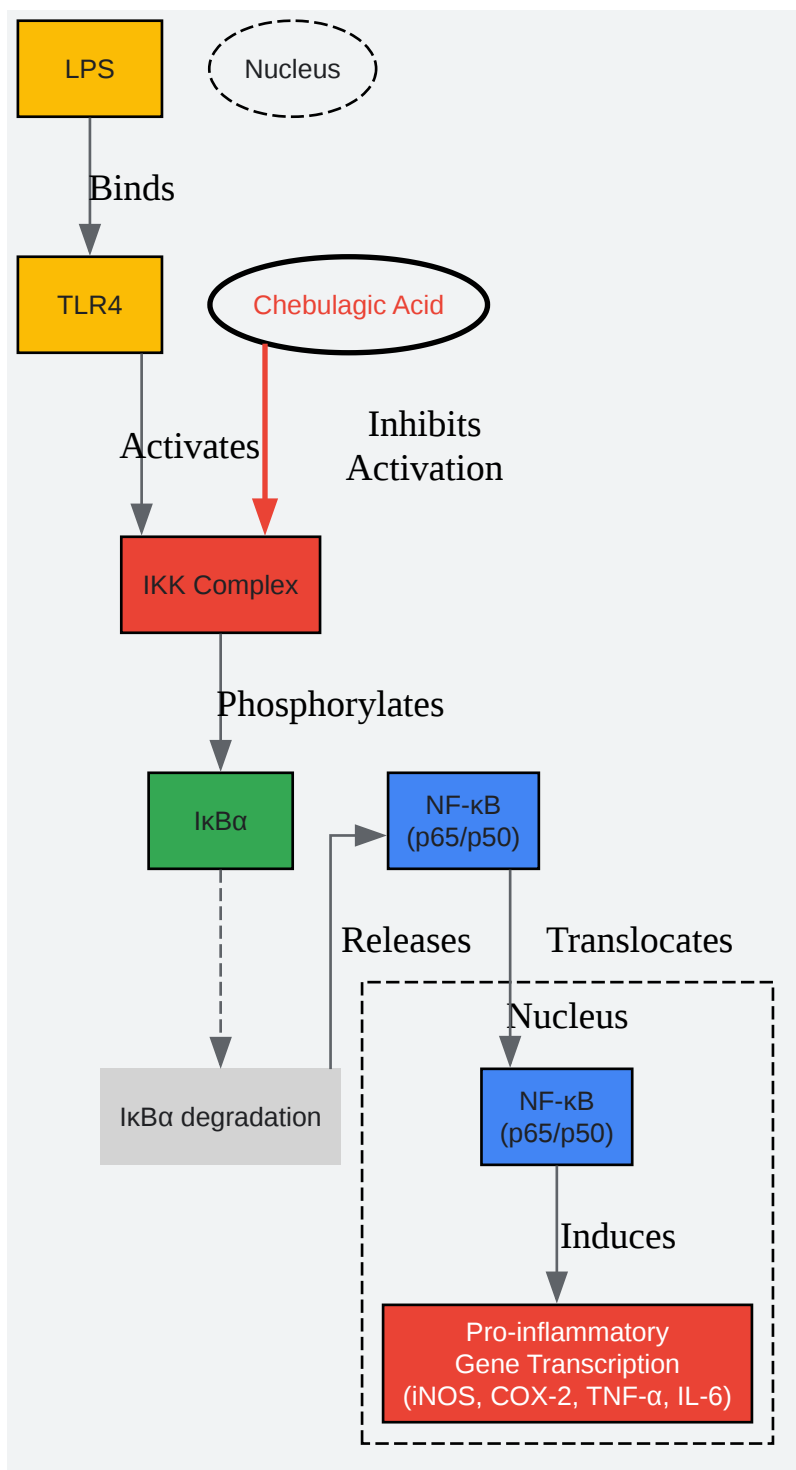 LPS
Nucleus
Binds
TLR4
Chebulagic Acid
Activates
Inhibits
Activation
IKK Complex
Phosphorylates
IκBα
NF-κB
(p65/p50)
Releases
Translocates
Nucleus
IκBα degradation
NF-κB
(p65/p50)
Induces
Pro-inflammatory
Gene Transcription
(iNOS, COX-2, TNF-α, IL-6)